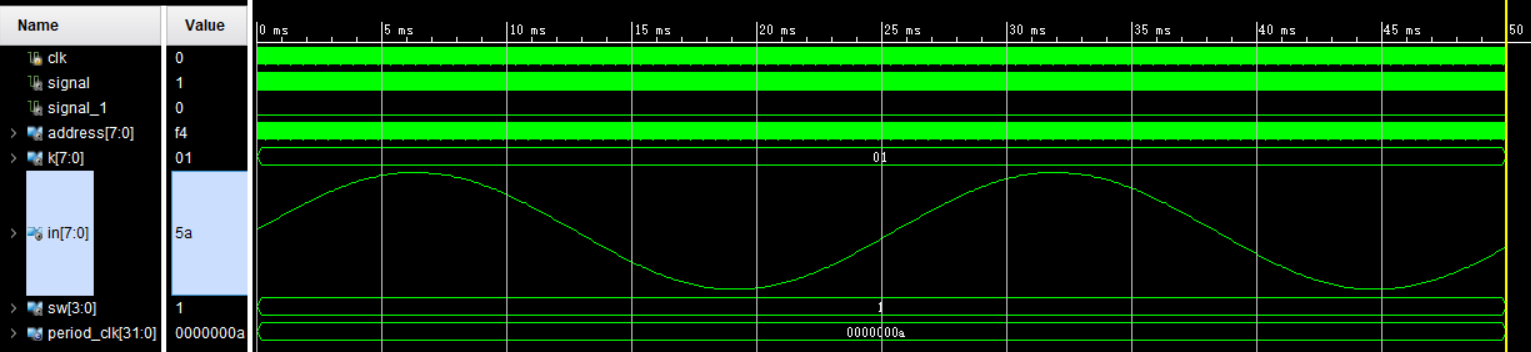 Name Value 0 ms 5 ms 10 ms 15 ms 20 ms 25 ms 30 ms 35 ms 40 ms 45 ms 50
clk 0
signal 1
signal_1 0
address[7:0] f4
k[7:0] 01 01
in[7:0] 5a
sw[3:0] 1 1
period_clk[31:0] 0000000a 0000000a